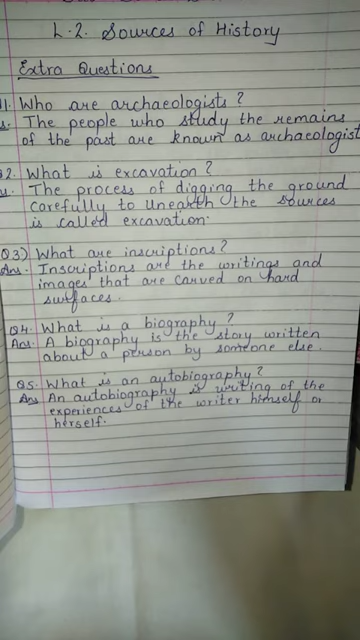 L-2. Sources of History
Extra Questions
1. Who are archaeologists?
s. The people who study the remains
of the past are known as archaeologist
2. What is excavation?
The process of digging the ground
carefully to unearth the sources
is called excavation.
Q3) What are inscriptions?
Ans. Inscriptions are the writings and
images that are carved on hard
surfaces.
Q4. What is a biography?
Ans. A biography is the story written
about a person by someone else.
Q5. What is an autobiography?
Ans An autobiography is writing of the
experiences of the writer himself or
herself.